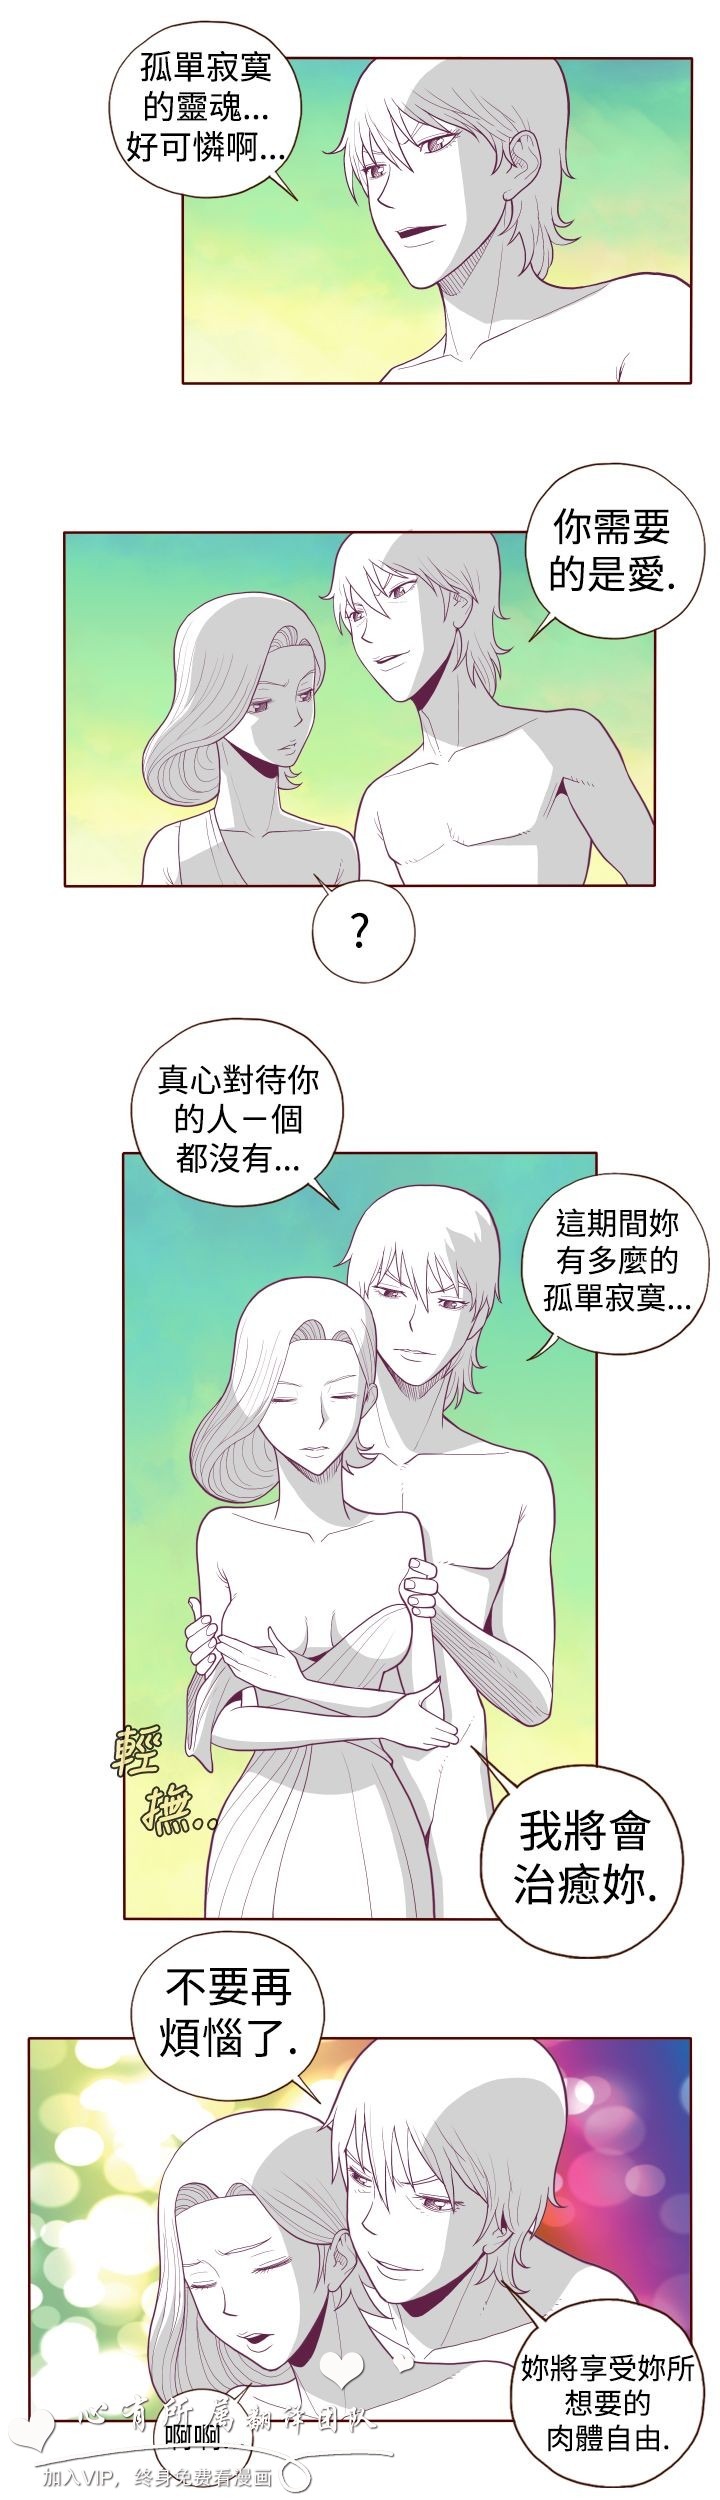 孤單寂寞
的靈魂...
好可憐啊...
你需要
的是愛.
?
真心對待你
的人一個
都沒有...
這期間妳
有多麼的
孤單寂寞...
輕
撫..
我將會
治癒妳.
不要再
煩惱了.
妳將享受妳所
想要的
肉體自由.
啊啊
心有所属翻译团队
加入VIP，终身免费看漫画